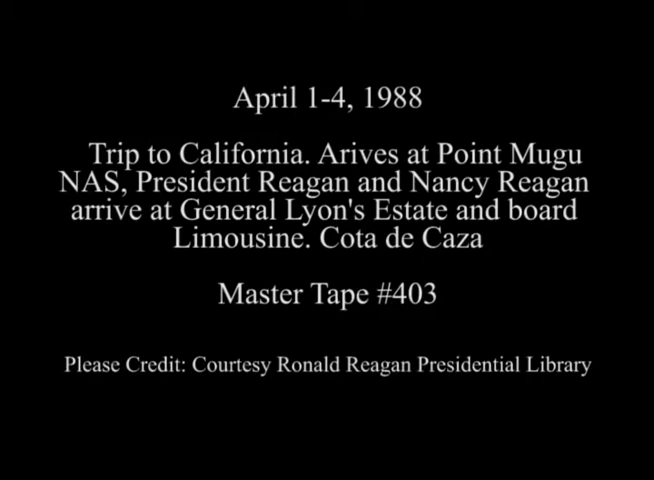 April 1-4, 1988
Trip to California. Arives at Point Mugu
NAS, President Reagan and Nancy Reagan
arrive at General Lyon's Estate and board
Limousine. Cota de Caza
Master Tape #403
Please Credit: Courtesy Ronald Reagan Presidential Library